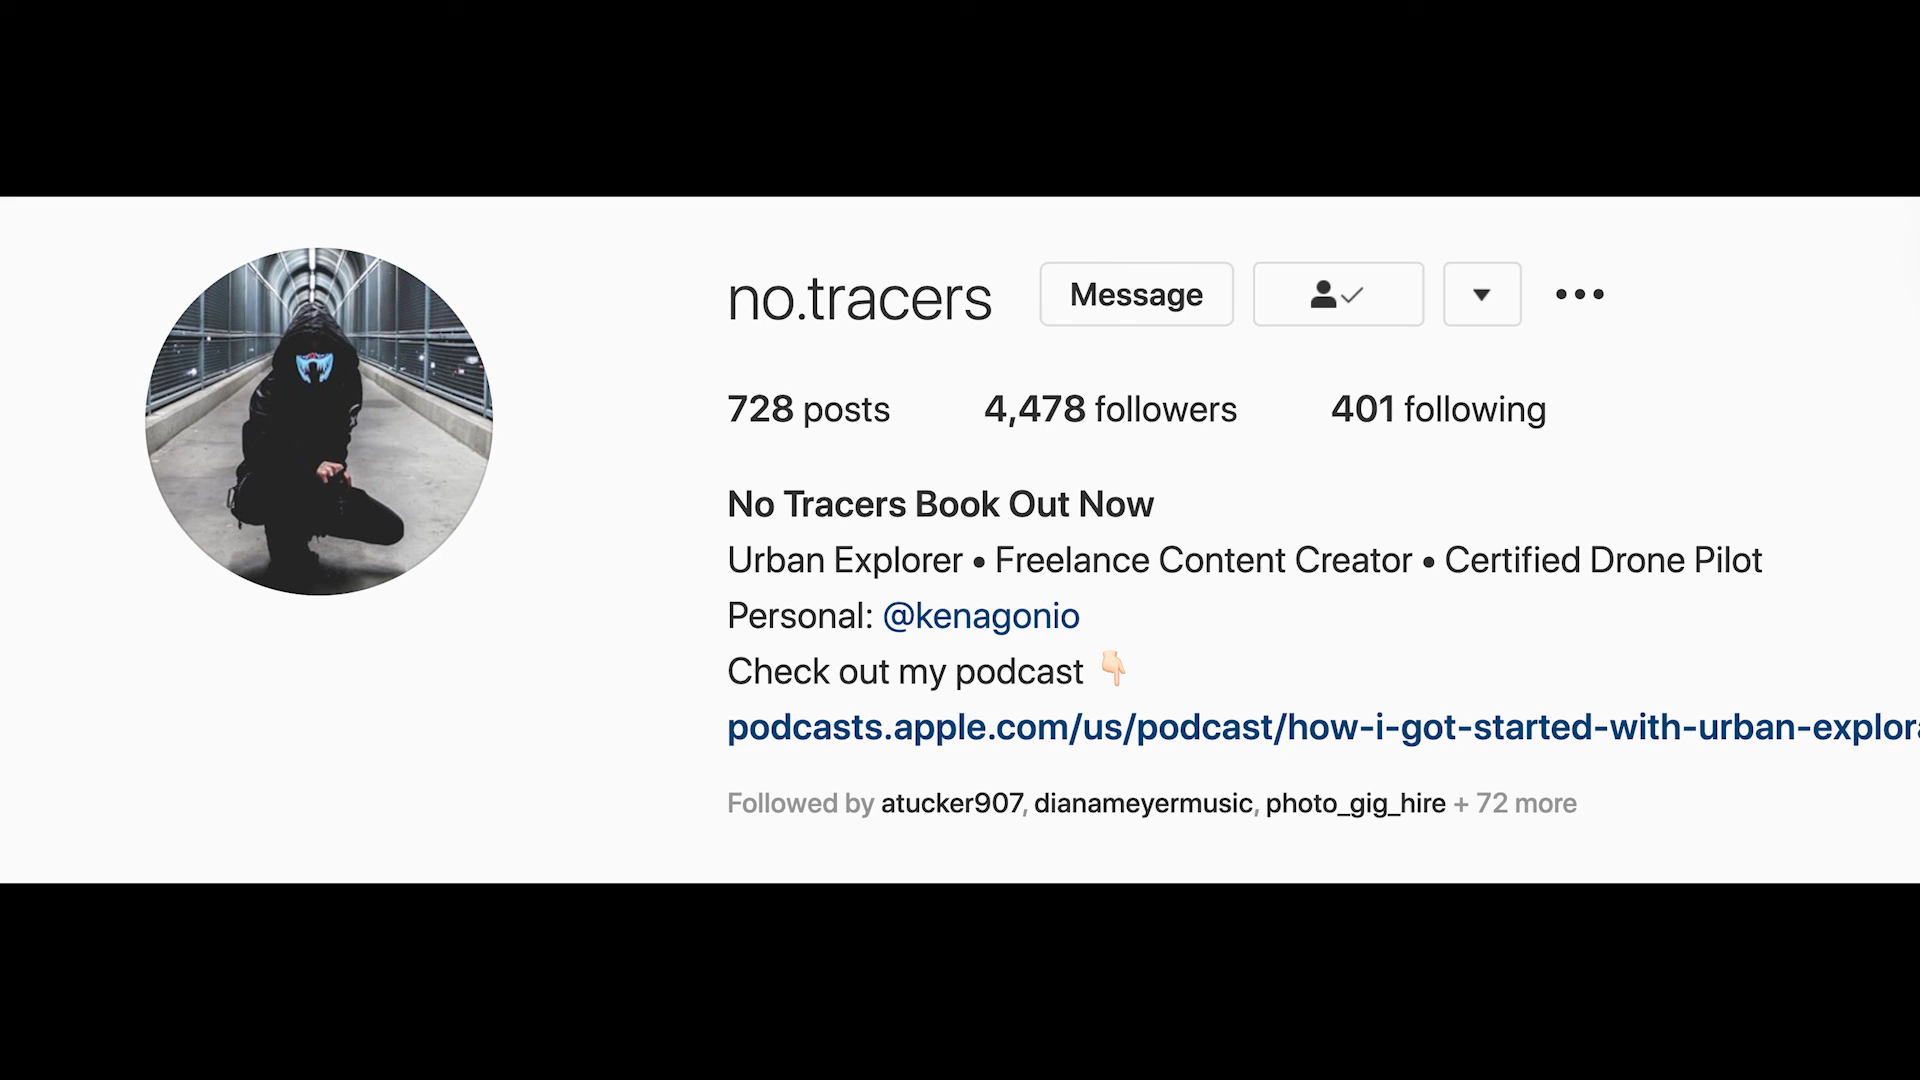 no.tracers Message
728 posts 4,478 followers 401 following
No Tracers Book Out Now
Urban Explorer • Freelance Content Creator • Certified Drone Pilot
Personal: @kenagonio
Check out my podcast 👇🏻
podcasts.apple.com/us/podcast/how-i-got-started-with-urban-explora
Followed by atucker907, dianameyermusic, photo_gig_hire + 72 more